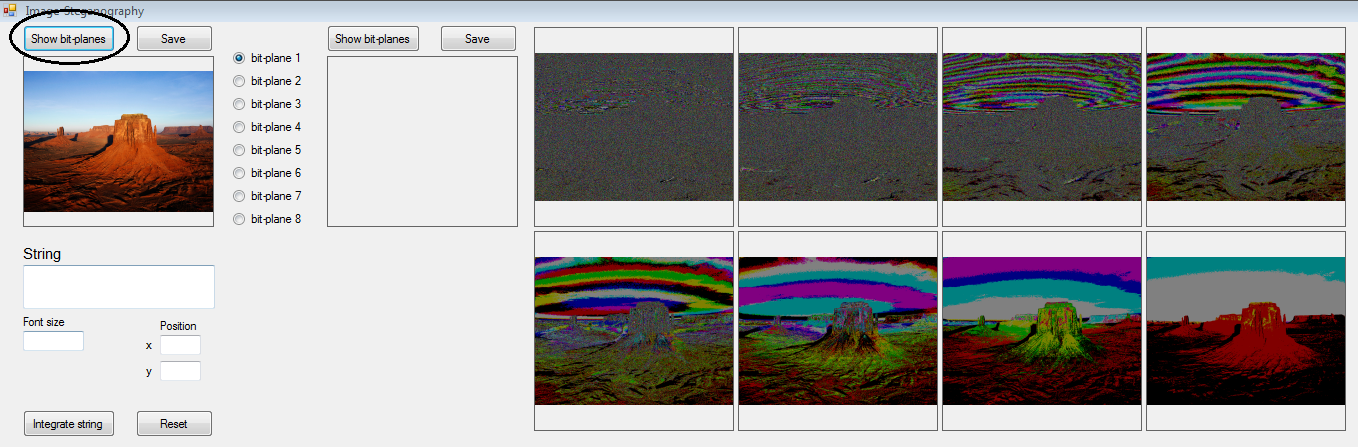 Image Steganography
Show bit-planes Save Show bit-planes Save
bit-plane 1
bit-plane 2
bit-plane 3
bit-plane 4
bit-plane 5
bit-plane 6
bit-plane 7
bit-plane 8
String
Font size
Position
x
y
Integrate string Reset